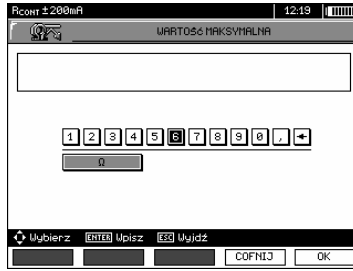 RCONT ±200mA 12:19
WARTOŚĆ MAKSYMALNA
1 2 3 4 5 6 7 8 9 0 , ←
Ω
Wybierz ENTER Wpisz ESC Wyjdź
COFNIJ OK